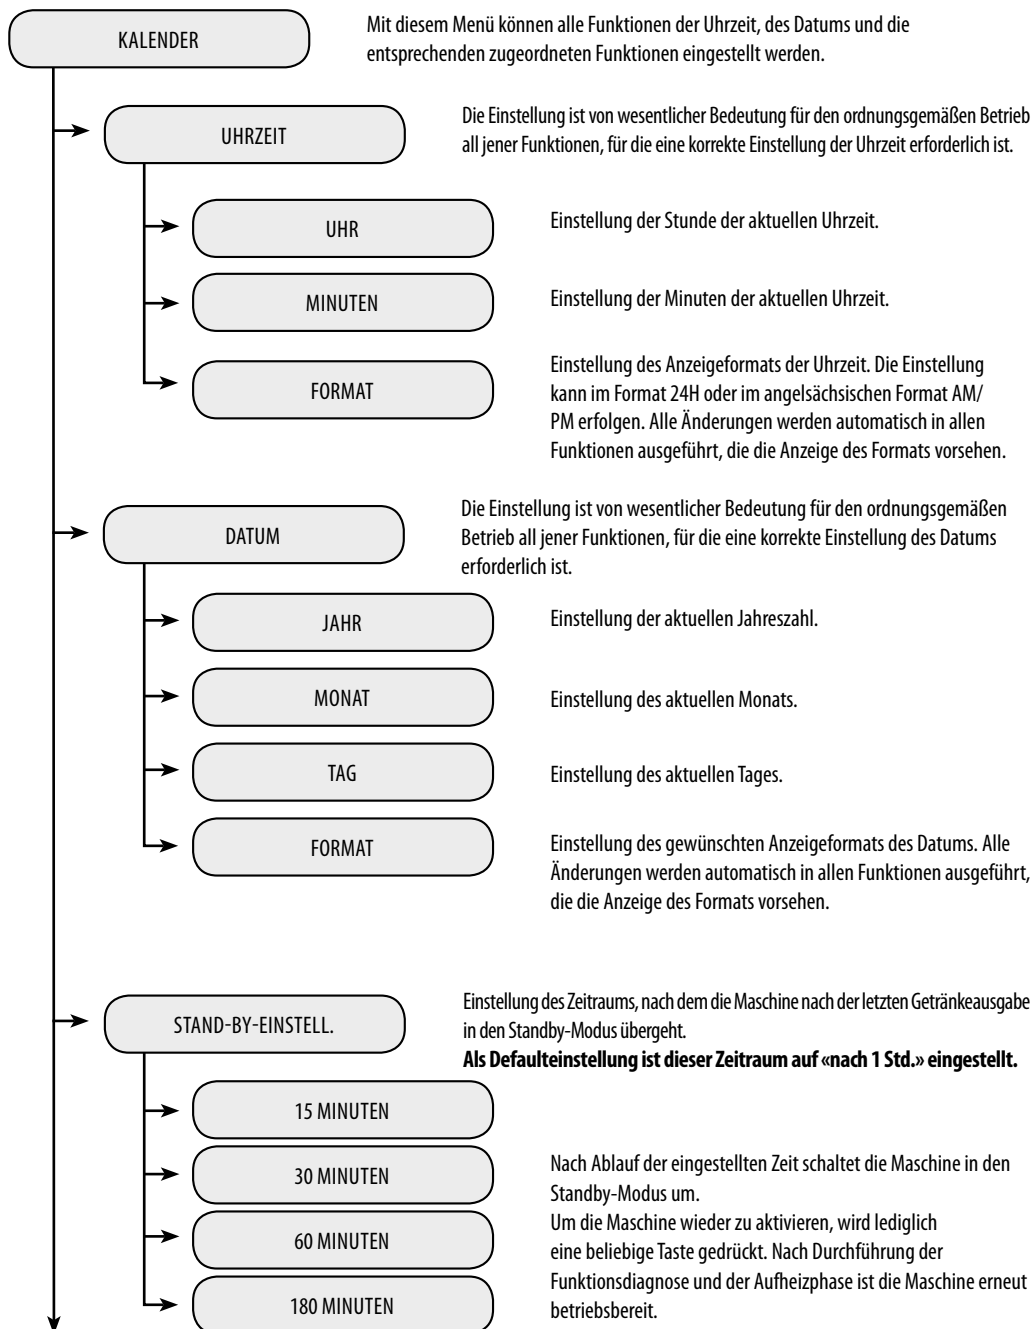 KALENDER
Mit diesem Menü können alle Funktionen der Uhrzeit, des Datums und die
entsprechenden zugeordneten Funktionen eingestellt werden.
UHRZEIT
Die Einstellung ist von wesentlicher Bedeutung für den ordnungsgemäßen Betrieb
all jener Funktionen, für die eine korrekte Einstellung der Uhrzeit erforderlich ist.
UHR
Einstellung der Stunde der aktuellen Uhrzeit.
MINUTEN
Einstellung der Minuten der aktuellen Uhrzeit.
FORMAT
Einstellung des Anzeigeformats der Uhrzeit. Die Einstellung
kann im Format 24H oder im angelsächsischen Format AM/
PM erfolgen. Alle Änderungen werden automatisch in allen
Funktionen ausgeführt, die die Anzeige des Formats vorsehen.
DATUM
Die Einstellung ist von wesentlicher Bedeutung für den ordnungsgemäßen
Betrieb all jener Funktionen, für die eine korrekte Einstellung des Datums
erforderlich ist.
JAHR
Einstellung der aktuellen Jahreszahl.
MONAT
Einstellung des aktuellen Monats.
TAG
Einstellung des aktuellen Tages.
FORMAT
Einstellung des gewünschten Anzeigeformats des Datums. Alle
Änderungen werden automatisch in allen Funktionen ausgeführt,
die die Anzeige des Formats vorsehen.
STAND-BY-EINSTELL.
Einstellung des Zeitraums, nach dem die Maschine nach der letzten Getränkeausgabe
in den Standby-Modus übergeht.
Als Defaulteinstellung ist dieser Zeitraum auf «nach 1 Std.» eingestellt.
15 MINUTEN
30 MINUTEN
60 MINUTEN
180 MINUTEN
Nach Ablauf der eingestellten Zeit schaltet die Maschine in den
Standby-Modus um.
Um die Maschine wieder zu aktivieren, wird lediglich
eine beliebige Taste gedrückt. Nach Durchführung der
Funktionsdiagnose und der Aufheizphase ist die Maschine erneut
betriebsbereit.